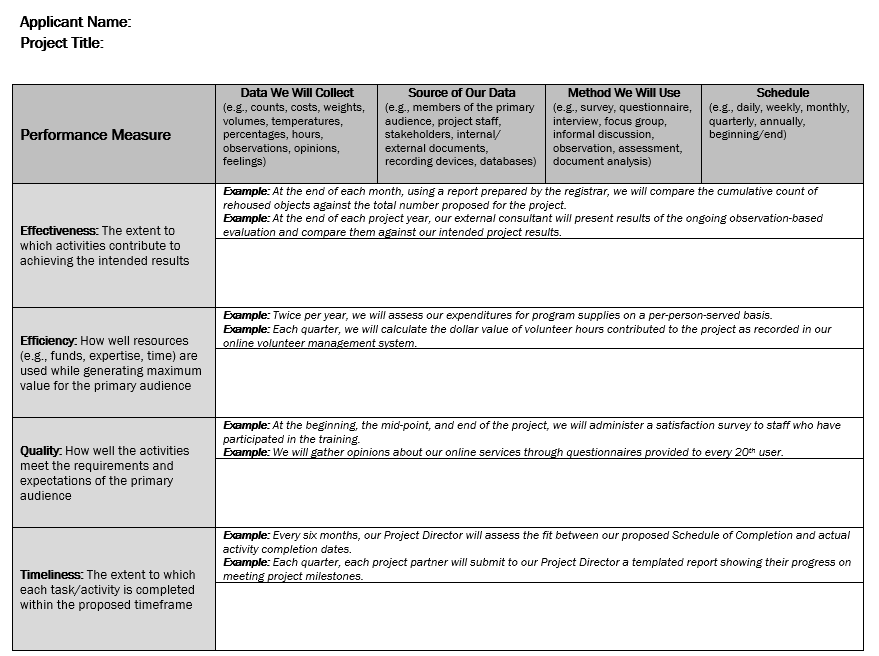 Applicant Name:
Project Title:
Performance Measure
Data We Will Collect
(e.g., counts, costs, weights,
volumes, temperatures,
percentages, hours,
observations, opinions,
feelings)
Source of Our Data
(e.g., members of the primary
audience, project staff,
stakeholders, internal/
external documents,
recording devices, databases)
Method We Will Use
(e.g., survey, questionnaire,
interview, focus group,
informal discussion,
observation, assessment,
document analysis)
Schedule
(e.g., daily, weekly, monthly,
quarterly, annually,
beginning/end)
Effectiveness: The extent to
which activities contribute to
achieving the intended results
Example: At the end of each month, using a report prepared by the registrar, we will compare the cumulative count of
rehoused objects against the total number proposed for the project.
Example: At the end of each project year, our external consultant will present results of the ongoing observation-based
evaluation and compare them against our intended project results.
Efficiency: How well resources
(e.g., funds, expertise, time) are
used while generating maximum
value for the primary audience
Example: Twice per year, we will assess our expenditures for program supplies on a per-person-served basis.
Example: Each quarter, we will calculate the dollar value of volunteer hours contributed to the project as recorded in our
online volunteer management system.
Quality: How well the activities
meet the requirements and
expectations of the primary
audience
Example: At the beginning, the mid-point, and end of the project, we will administer a satisfaction survey to staff who have
participated in the training.
Example: We will gather opinions about our online services through questionnaires provided to every 20th user.
Timeliness: The extent to which
each task/activity is completed
within the proposed timeframe
Example: Every six months, our Project Director will assess the fit between our proposed Schedule of Completion and actual
activity completion dates.
Example: Each quarter, each project partner will submit to our Project Director a templated report showing their progress on
meeting project milestones.